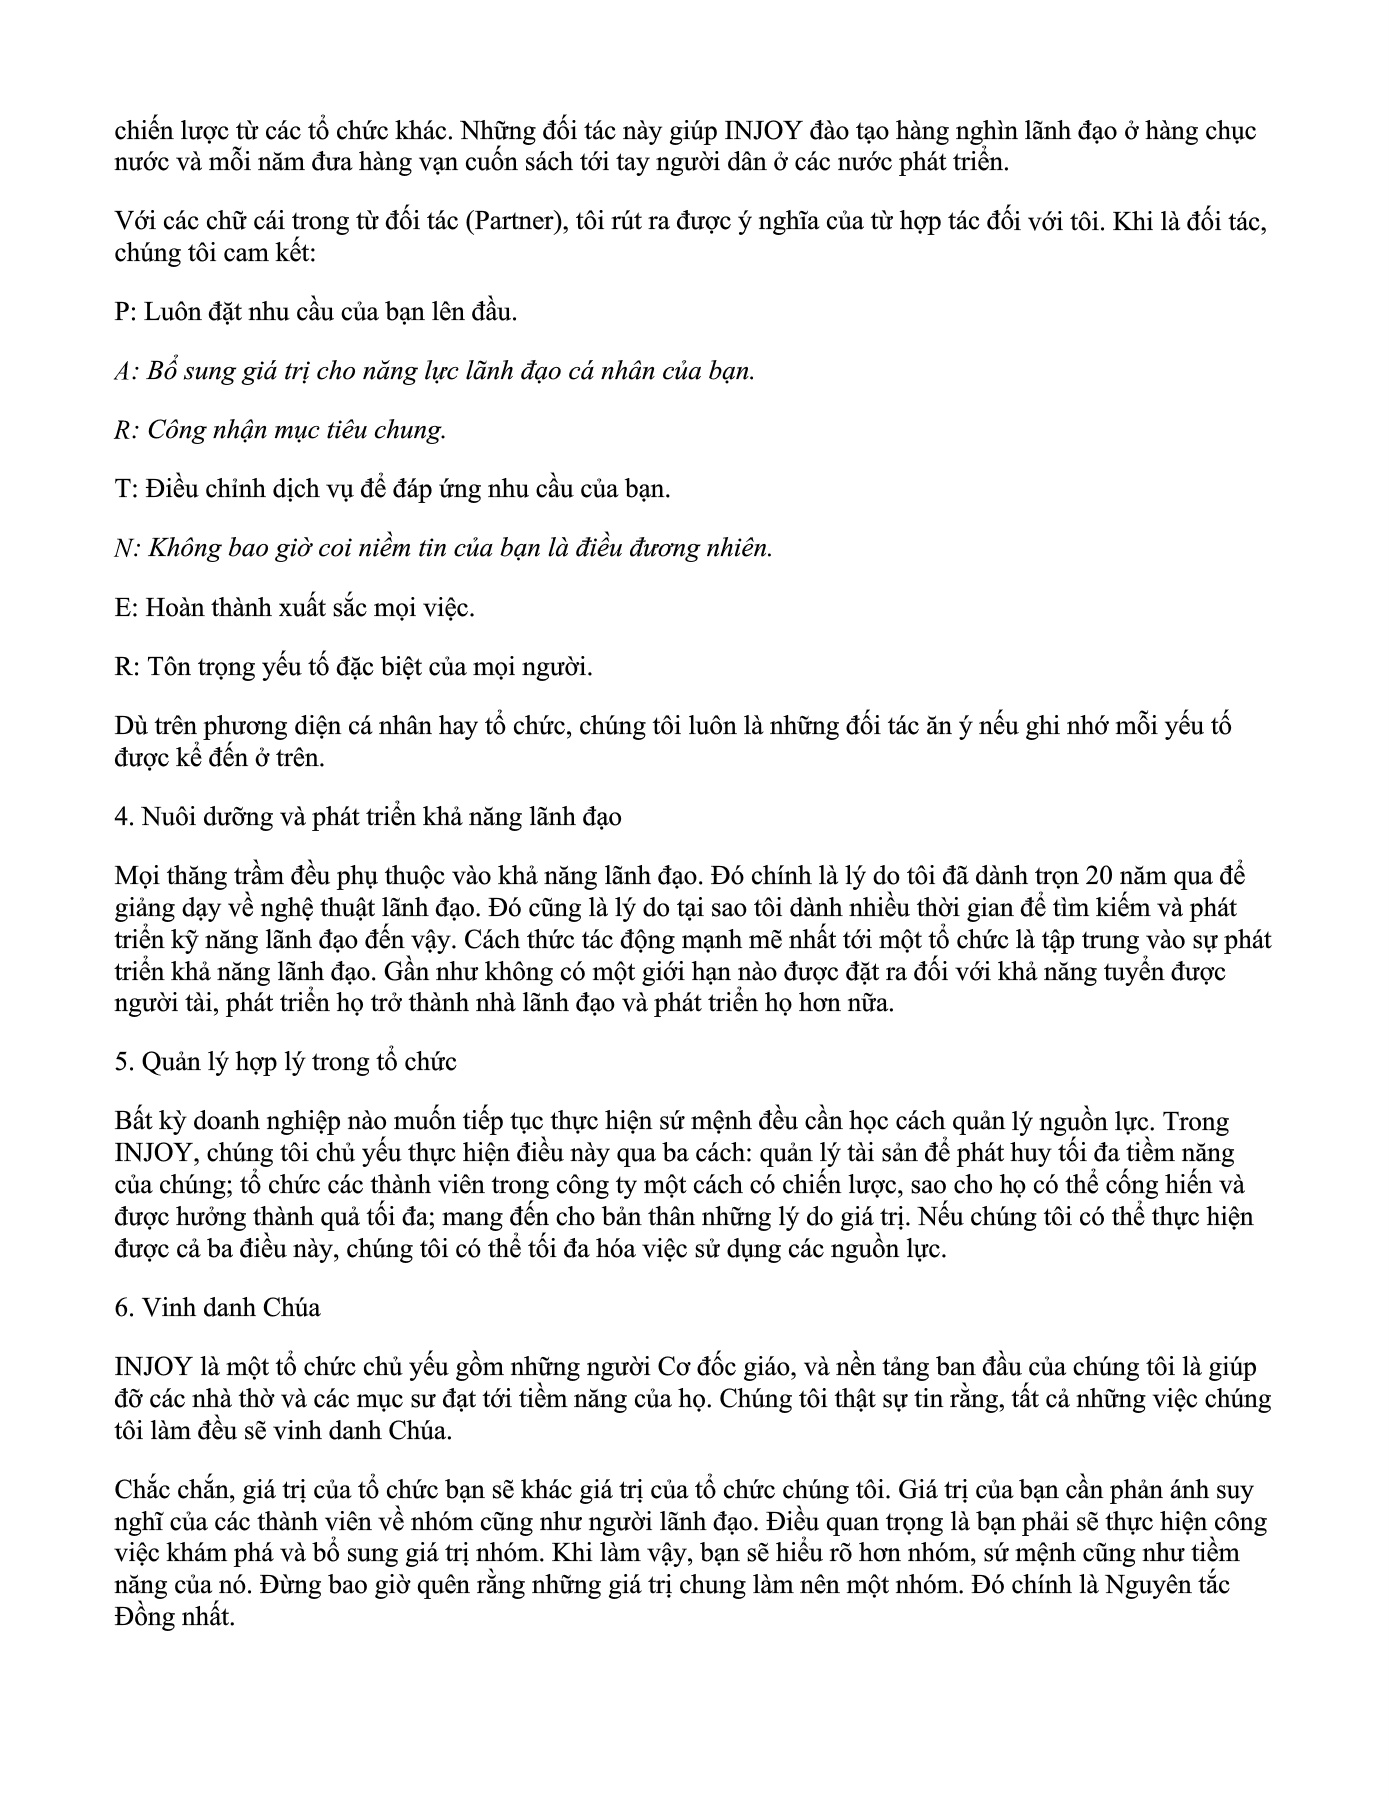 chiến lược từ các tổ chức khác. Những đối tác này giúp INJOY đào tạo hàng nghìn lãnh đạo ở hàng chục
nước và mỗi năm đưa hàng vạn cuốn sách tới tay người dân ở các nước phát triển.
Với các chữ cái trong từ đối tác (Partner), tôi rút ra được ý nghĩa của từ hợp tác đối với tôi. Khi là đối tác,
chúng tôi cam kết:
P: Luôn đặt nhu cầu của bạn lên đầu.
A: Bổ sung giá trị cho năng lực lãnh đạo cá nhân của bạn.
R: Công nhận mục tiêu chung.
T: Điều chỉnh dịch vụ để đáp ứng nhu cầu của bạn.
N: Không bao giờ coi niềm tin của bạn là điều đương nhiên.
E: Hoàn thành xuất sắc mọi việc.
R: Tôn trọng yếu tố đặc biệt của mọi người.
Dù trên phương diện cá nhân hay tổ chức, chúng tôi luôn là những đối tác ăn ý nếu ghi nhớ mỗi yếu tố
được kể đến ở trên.
4. Nuôi dưỡng và phát triển khả năng lãnh đạo
Mọi thăng trầm đều phụ thuộc vào khả năng lãnh đạo. Đó chính là lý do tôi đã dành trọn 20 năm qua để
giảng dạy về nghệ thuật lãnh đạo. Đó cũng là lý do tại sao tôi dành nhiều thời gian để tìm kiếm và phát
triển kỹ năng lãnh đạo đến vậy. Cách thức tác động mạnh mẽ nhất tới một tổ chức là tập trung vào sự phát
triển khả năng lãnh đạo. Gần như không có một giới hạn nào được đặt ra đối với khả năng tuyển được
người tài, phát triển họ trở thành nhà lãnh đạo và phát triển họ hơn nữa.
5. Quản lý hợp lý trong tổ chức
Bất kỳ doanh nghiệp nào muốn tiếp tục thực hiện sứ mệnh đều cần học cách quản lý nguồn lực. Trong
INJOY, chúng tôi chủ yếu thực hiện điều này qua ba cách: quản lý tài sản để phát huy tối đa tiềm năng
của chúng; tổ chức các thành viên trong công ty một cách có chiến lược, sao cho họ có thể cống hiến và
được hưởng thành quả tối đa; mang đến cho bản thân những lý do giá trị. Nếu chúng tôi có thể thực hiện
được cả ba điều này, chúng tôi có thể tối đa hóa việc sử dụng các nguồn lực.
6. Vinh danh Chúa
INJOY là một tổ chức chủ yếu gồm những người Cơ đốc giáo, và nền tảng ban đầu của chúng tôi là giúp
đỡ các nhà thờ và các mục sư đạt tới tiềm năng của họ. Chúng tôi thật sự tin rằng, tất cả những việc chúng
tôi làm đều sẽ vinh danh Chúa.
Chắc chắn, giá trị của tổ chức bạn sẽ khác giá trị của tổ chức chúng tôi. Giá trị của bạn cần phản ánh suy
nghĩ của các thành viên về nhóm cũng như người lãnh đạo. Điều quan trọng là bạn phải sẽ thực hiện công
việc khám phá và bổ sung giá trị nhóm. Khi làm vậy, bạn sẽ hiểu rõ hơn nhóm, sứ mệnh cũng như tiềm
năng của nó. Đừng bao giờ quên rằng những giá trị chung làm nên một nhóm. Đó chính là Nguyên tắc
Đồng nhất.